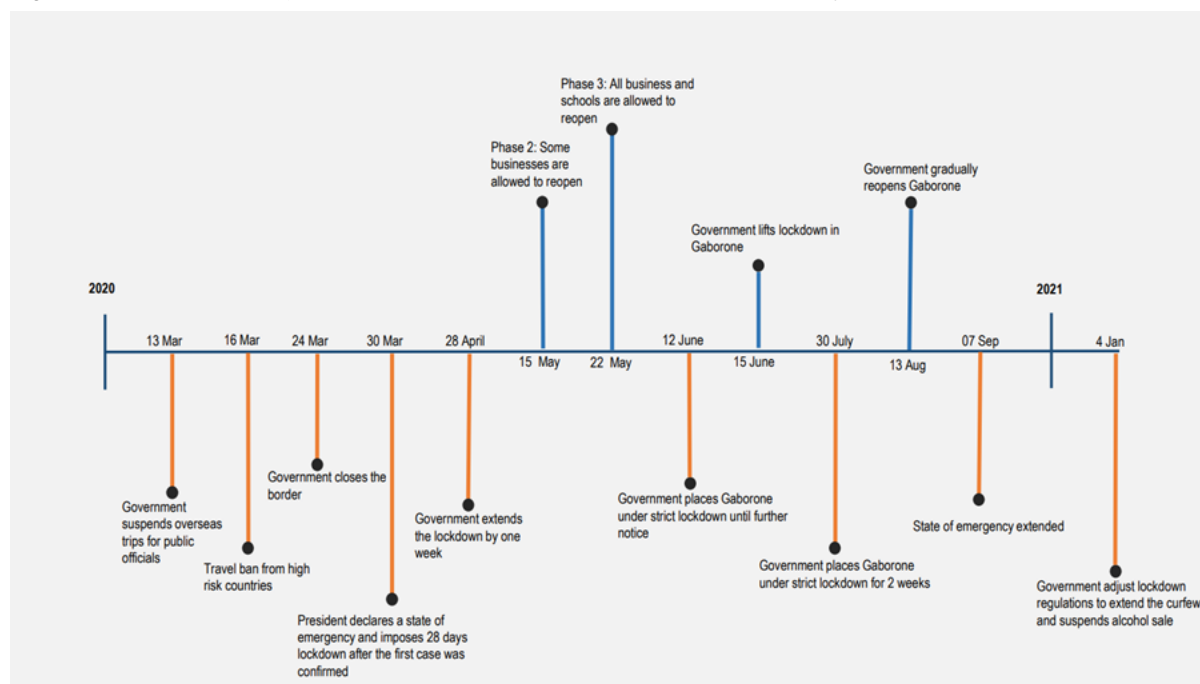 Phase 3: All business and
schools are allowed to
reopen
Phase 2: Some
businesses are
allowed to reopen
Government gradually
reopens Gaborone
Government lifts lockdown in
Gaborone
2020
2021
13 Mar
16 Mar
24 Mar
30 Mar
28 April
15 May
22 May
12 June
15 June
30 July
13 Aug
07 Sep
4 Jan
Government
suspends overseas
trips for public
officials
Travel ban from high
risk countries
Government closes the
border
President declares a state of
emergency and imposes 28 days
lockdown after the first case was
confirmed
Government extends
the lockdown by one
week
Government places Gaborone
under strict lockdown until further
notice
Government places Gaborone
under strict lockdown for 2 weeks
State of emergency extended
Government adjust lockdown
regulations to extend the curfew
and suspends alcohol sale